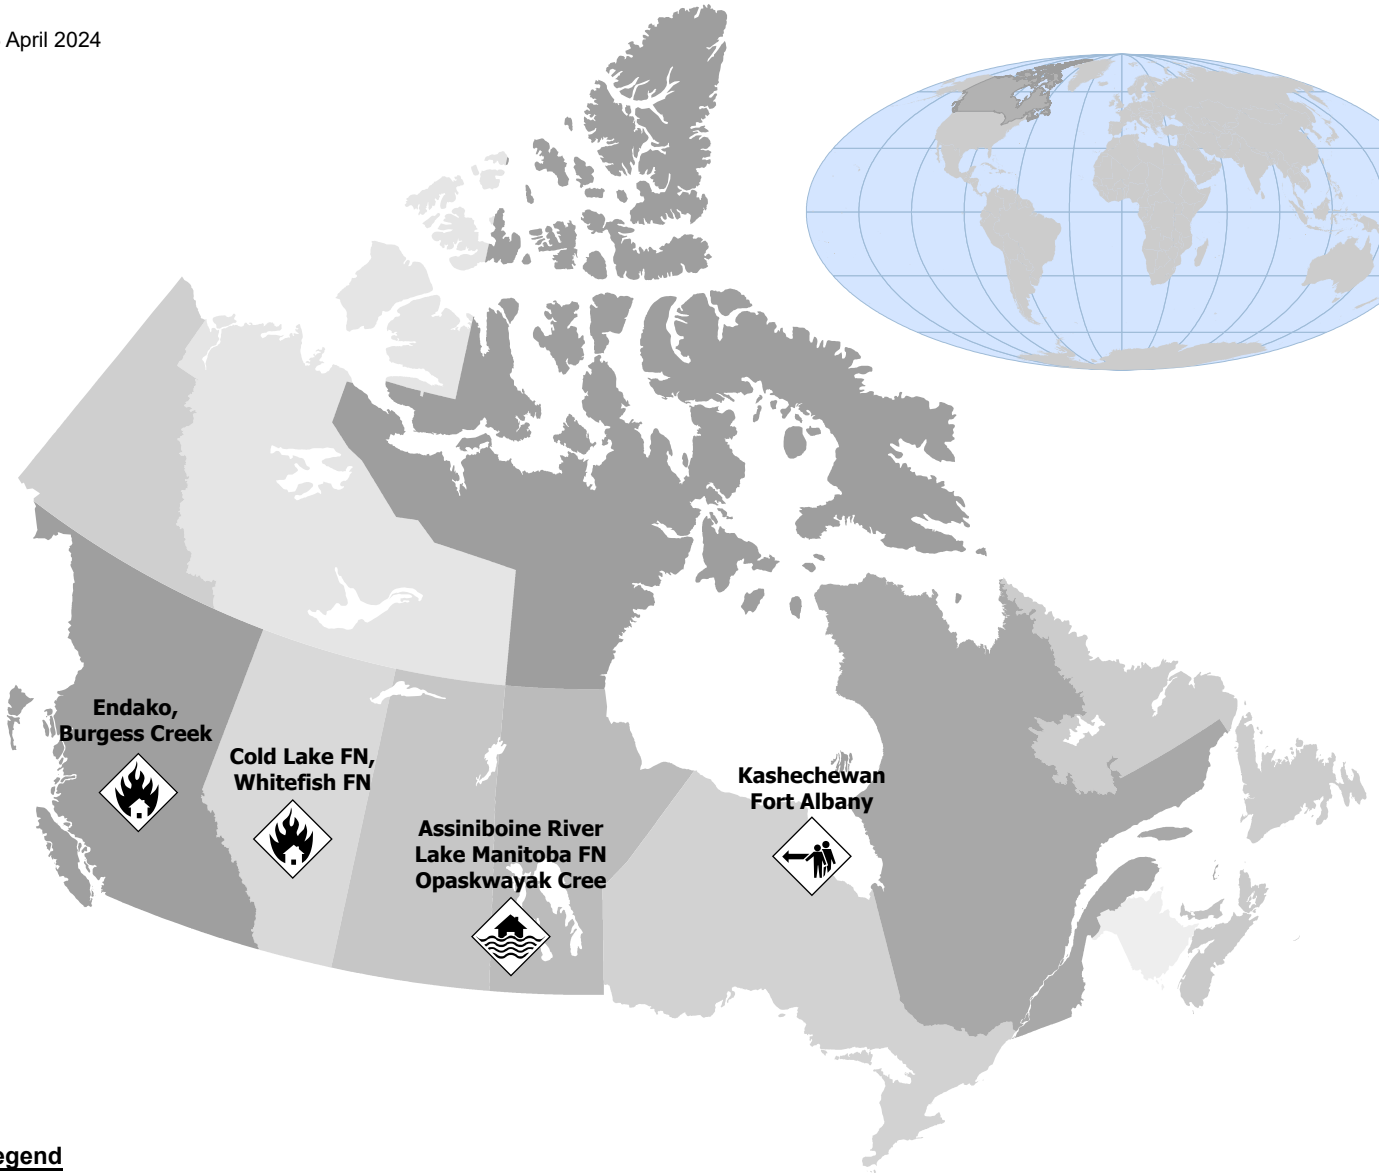 April 2024
Endako,
Burgess Creek
Cold Lake FN,
Whitefish FN
Assiniboine River
Lake Manitoba FN
Opaskwayak Cree
Kashechewan
Fort Albany
egend